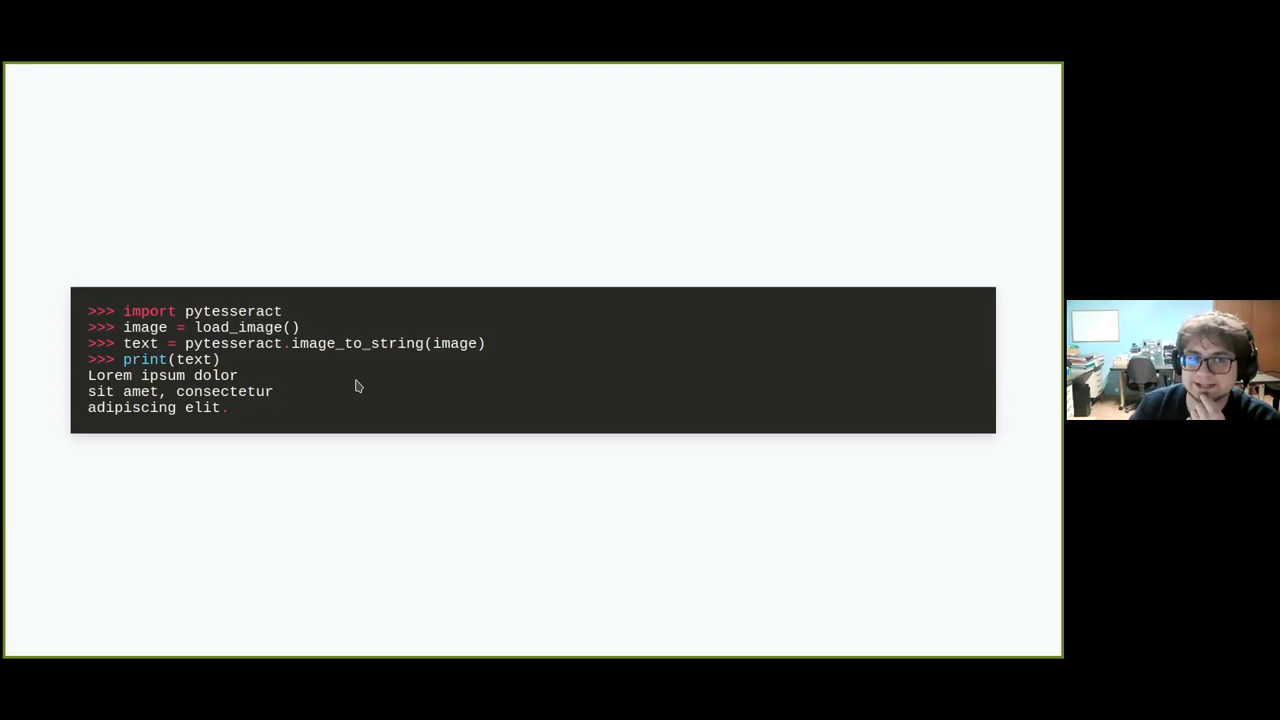 >>> import pytesseract
>>> image = load_image()
>>> text = pytesseract.image_to_string(image)
>>> print(text)
Lorem ipsum dolor
sit amet, consectetur
adipiscing elit.